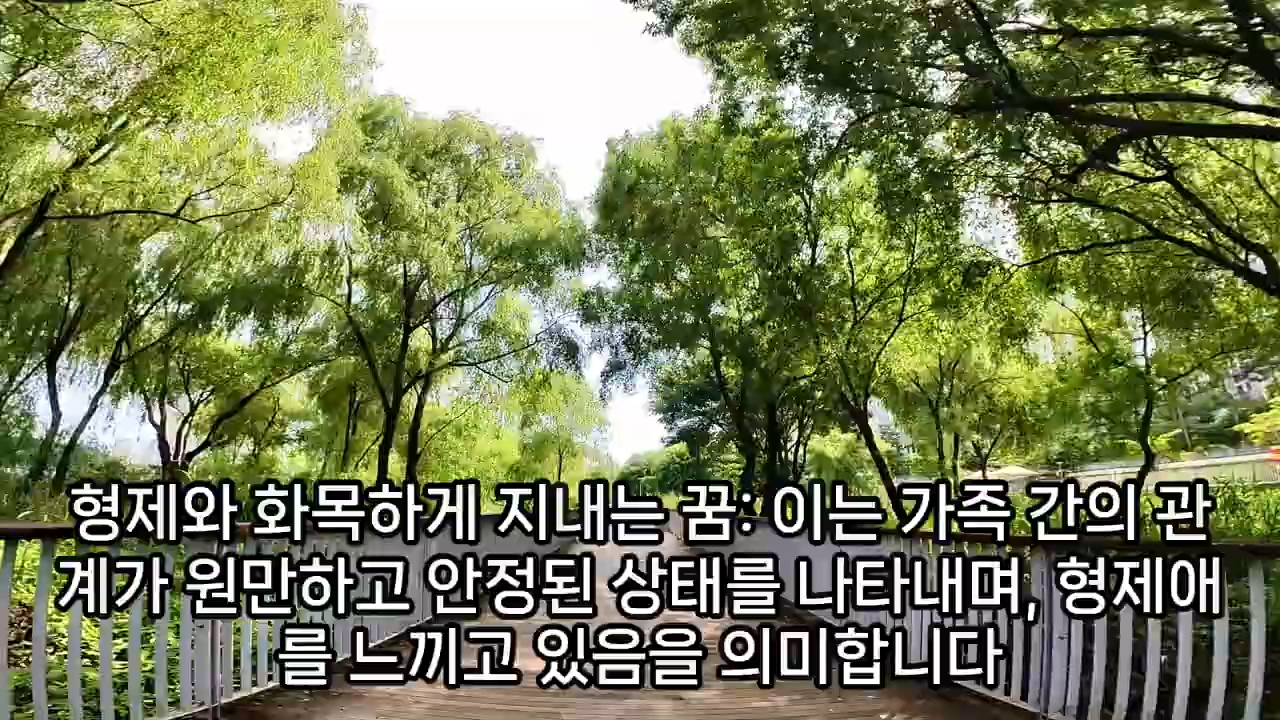 형제와 화목하게 지내는 꿈: 이는 가족 간의 관
계가 원만하고 안정된 상태를 나타내며, 형제애
를 느끼고 있음을 의미합니다